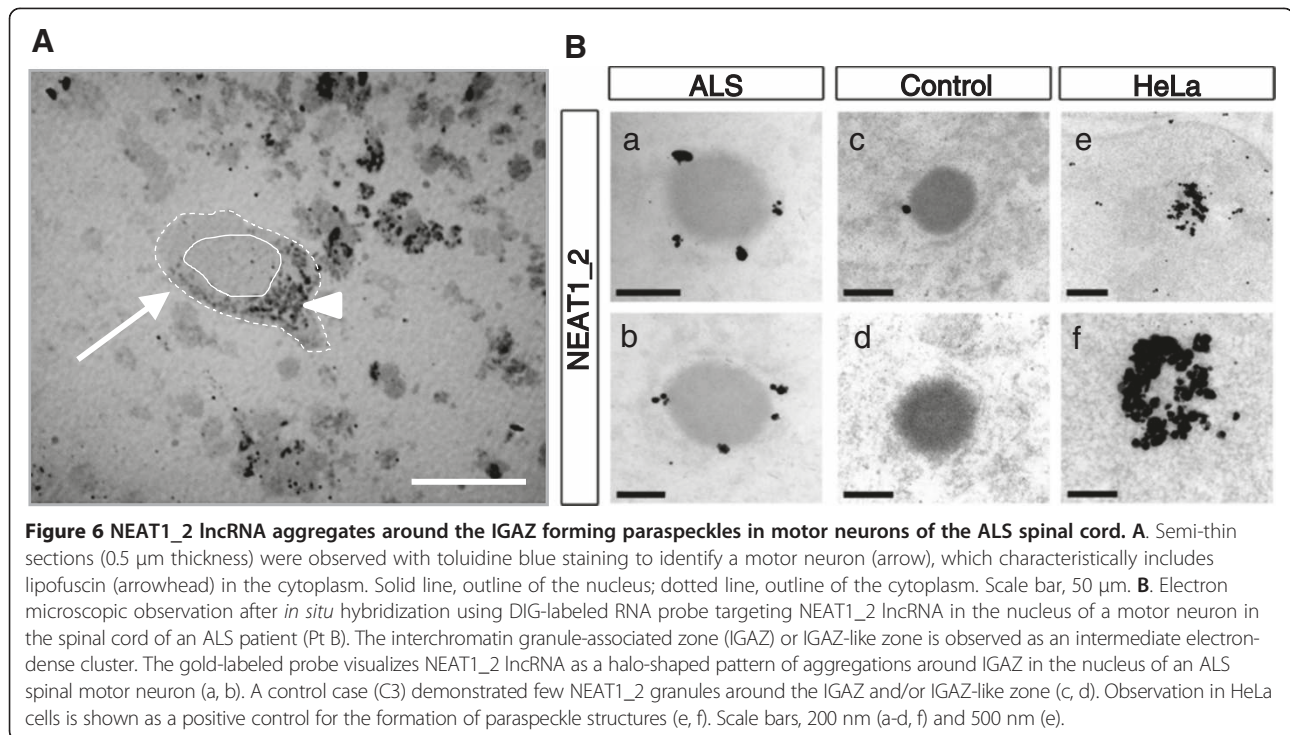 A
B
ALS
Control
HeLa
NEAT1_2
a
c
e
b
d
f
Figure 6 NEAT1_2 lncRNA aggregates around the IGAZ forming paraspeckles in motor neurons of the ALS spinal cord. A. Semi-thin
sections (0.5 μm thickness) were observed with toluidine blue staining to identify a motor neuron (arrow), which characteristically includes
lipofuscin (arrowhead) in the cytoplasm. Solid line, outline of the nucleus; dotted line, outline of the cytoplasm. Scale bar, 50 μm. B. Electron
microscopic observation after in situ hybridization using DIG-labeled RNA probe targeting NEAT1_2 lncRNA in the nucleus of a motor neuron in
the spinal cord of an ALS patient (Pt B). The interchromatin granule-associated zone (IGAZ) or IGAZ-like zone is observed as an intermediate electron-
dense cluster. The gold-labeled probe visualizes NEAT1_2 lncRNA as a halo-shaped pattern of aggregations around IGAZ in the nucleus of an ALS
spinal motor neuron (a, b). A control case (C3) demonstrated few NEAT1_2 granules around the IGAZ and/or IGAZ-like zone (c, d). Observation in HeLa
cells is shown as a positive control for the formation of paraspeckle structures (e, f). Scale bars, 200 nm (a-d, f) and 500 nm (e).